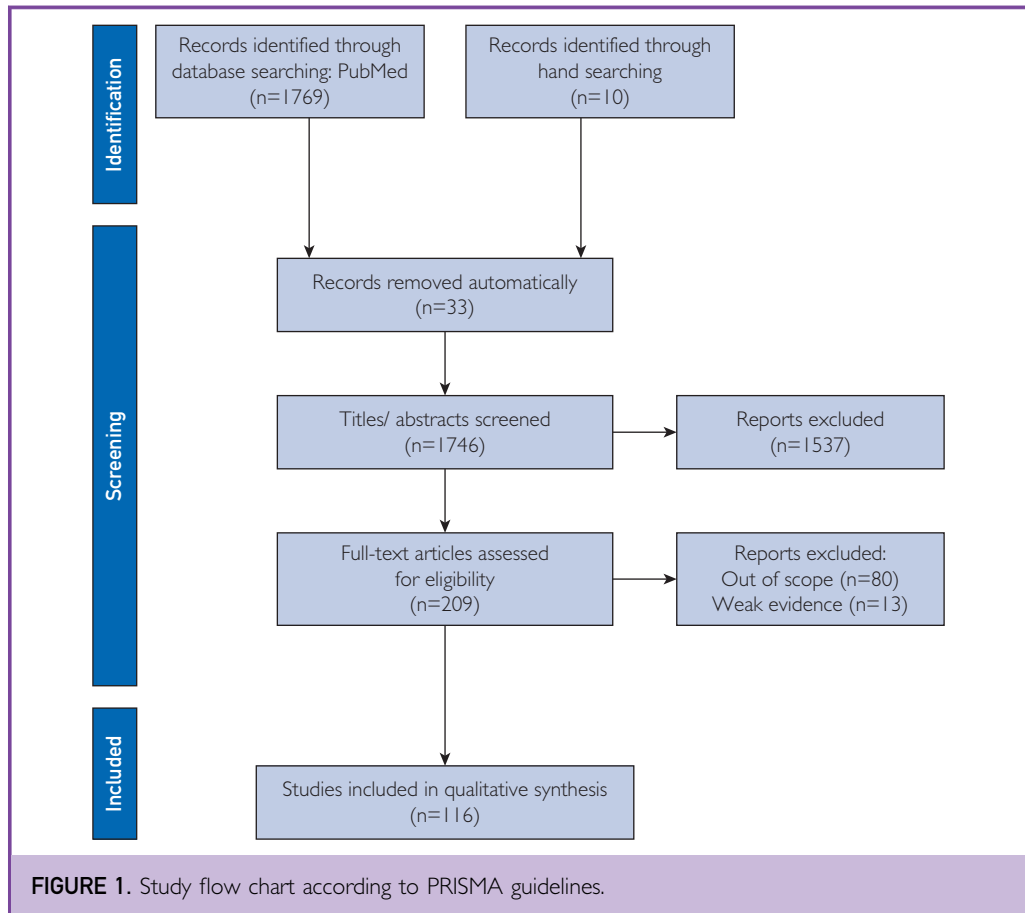 Identification
Records identified through
database searching: PubMed
(n=1769)
Records identified through
hand searching
(n=10)
Screening
Records removed automatically
(n=33)
Titles/ abstracts screened
(n=1746)
Reports excluded
(n=1537)
Full-text articles assessed
for eligibility
(n=209)
Reports excluded:
Out of scope (n=80)
Weak evidence (n=13)
Included
Studies included in qualitative synthesis
(n=116)
FIGURE 1. Study flow chart according to PRISMA guidelines.